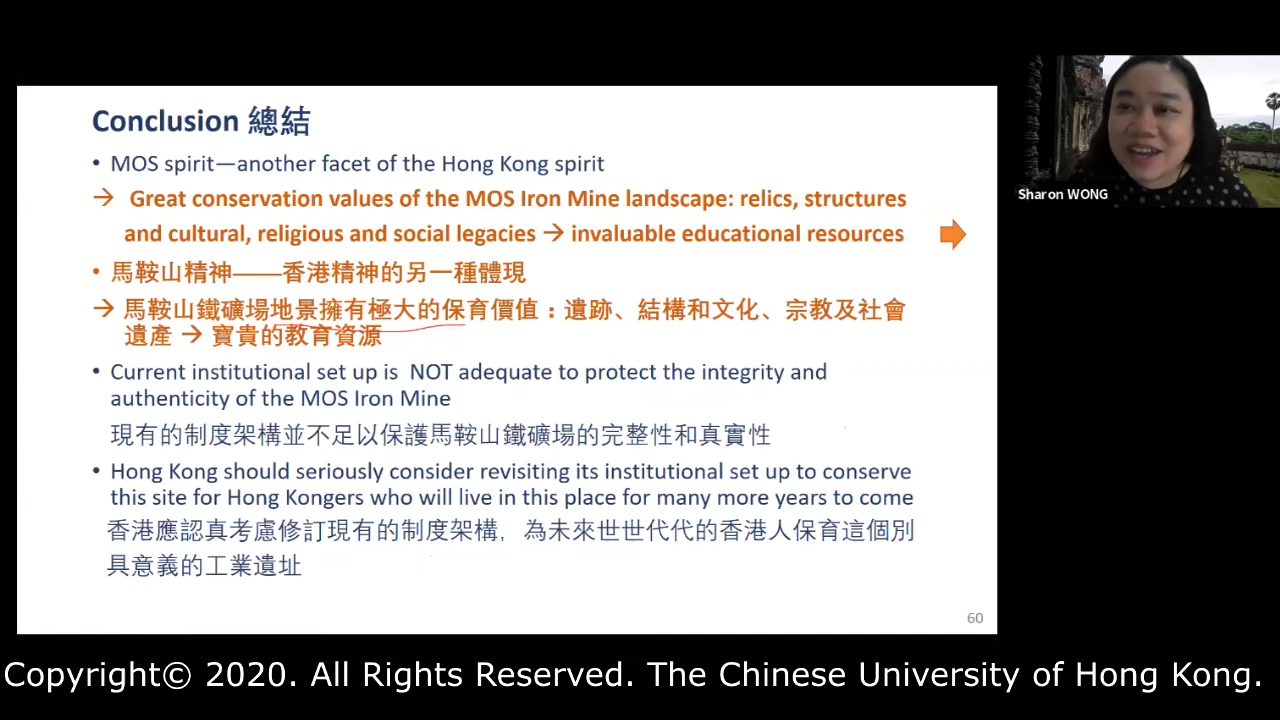 Conclusion 總結
• MOS spirit—another facet of the Hong Kong spirit
→ Great conservation values of the MOS Iron Mine landscape: relics, structures
and cultural, religious and social legacies → invaluable educational resources
• 馬鞍山精神——香港精神的另一種體現
→ 馬鞍山鐵礦場地景擁有極大的保育價值：遺跡、結構和文化、宗教及社會
遺產 → 寶貴的教育資源
• Current institutional set up is NOT adequate to protect the integrity and
authenticity of the MOS Iron Mine
現有的制度架構並不足以保護馬鞍山鐵礦場的完整性和真實性
• Hong Kong should seriously consider revisiting its institutional set up to conserve
this site for Hong Kongers who will live in this place for many more years to come
香港應認真考慮修訂現有的制度架構，為未來世世代代的香港人保育這個別
具意義的工業遺址
60
Sharon WONG
Copyright© 2020. All Rights Reserved. The Chinese University of Hong Kong.